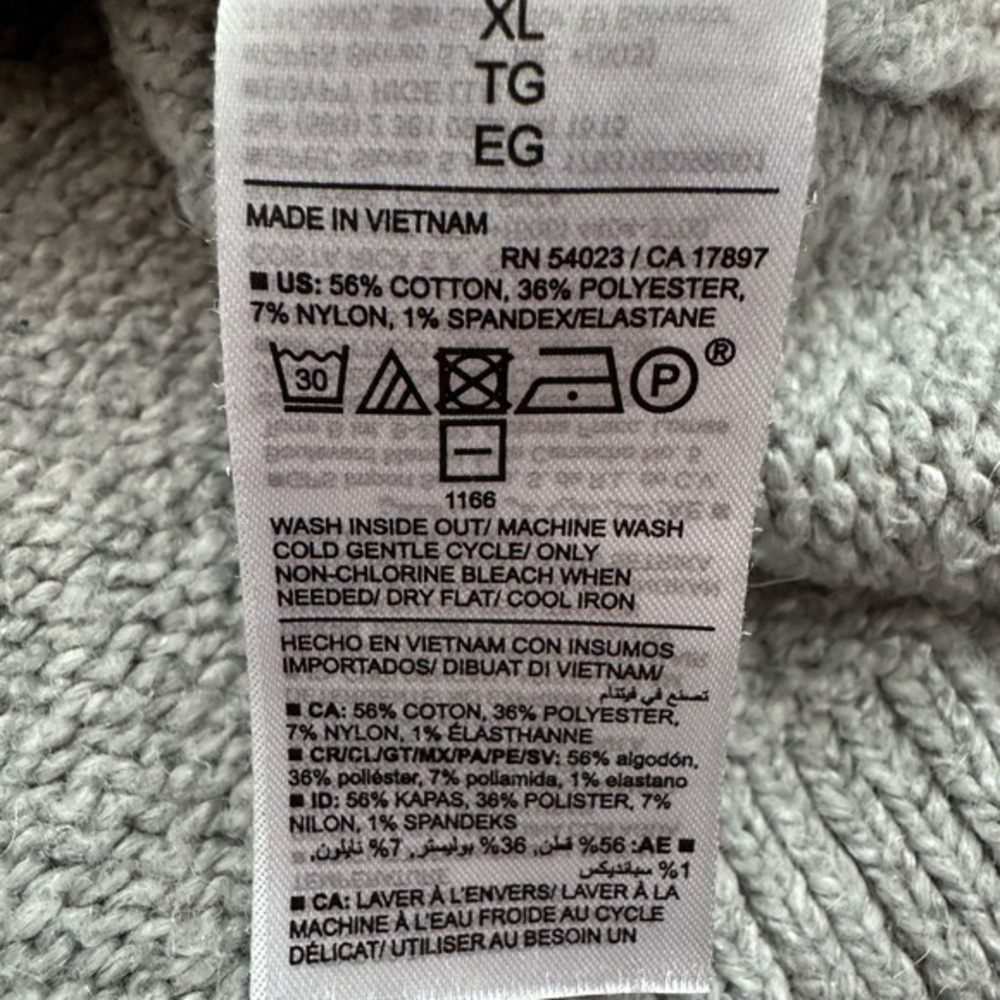 XL
TG
EG
MADE IN VIETNAM
RN 54023 / CA 17897
■ US: 56% COTTON, 36% POLYESTER,
7% NYLON, 1% SPANDEX/ELASTANE
30 P ®
1166
WASH INSIDE OUT/ MACHINE WASH
COLD GENTLE CYCLE/ ONLY
NON-CHLORINE BLEACH WHEN
NEEDED/ DRY FLAT/ COOL IRON
HECHO EN VIETNAM CON INSUMOS
IMPORTADOS/ DIBUAT DI VIETNAM/
تصنع في فيتنام
■ CA: 56% COTON, 36% POLYESTER,
7% NYLON, 1% ÉLASTHANNE
■ CR/CL/GT/MX/PA/PE/SV: 56% algodón,
36% poliéster, 7% poliamida, 1% elastano
■ ID: 56% KAPAS, 36% POLISTER, 7%
NILON, 1% SPANDEKS
■ AE: 56% قطن, 36% بوليستر, 7% نايلون,
1% سباندیکس
■ CA: LAVER À L'ENVERS/ LAVER À LA
MACHINE À L'EAU FROIDE AU CYCLE
DÉLICAT/ UTILISER AU BESOIN UN